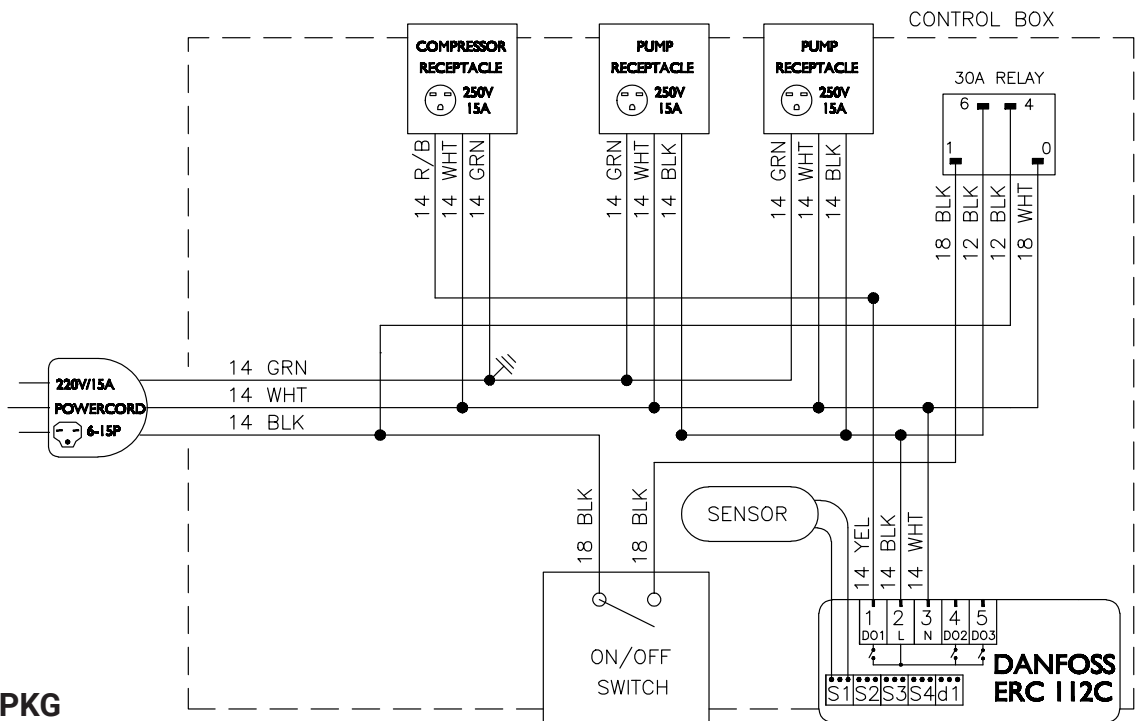 CONTROL BOX
COMPRESSOR
RECEPTACLE
250V
15A
PUMP
RECEPTACLE
250V
15A
PUMP
RECEPTACLE
250V
15A
30A RELAY
6
4
1
0
14 R/B
14 WHT
14 GRN
14 GRN
14 WHT
14 BLK
14 GRN
14 WHT
14 BLK
18 BLK
12 BLK
12 BLK
18 WHT
220V/15A
POWERCORD
6-15P
14 GRN
14 WHT
14 BLK
18 BLK
18 BLK
SENSOR
14 YEL
14 BLK
14 WHT
ON/OFF
SWITCH
1 2 3 4 5
DO1 L N DO2 DO3
S1 S2 S3 S4 d1
DANFOSS
ERC 112C
PKG